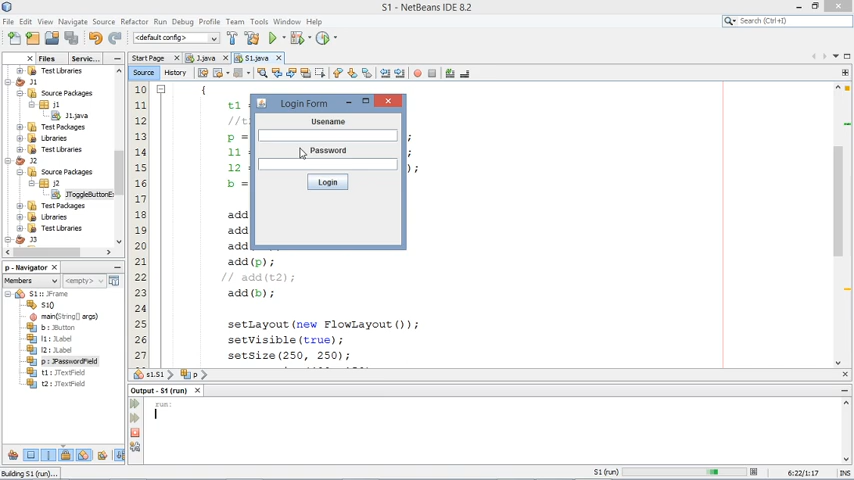 S1 - NetBeans IDE 8.2
File Edit View Navigate Source Refactor Run Debug Profile Team Tools Window Help
<default config>
Search (Ctrl+I)
Files Servic...
Start Page J.java S1.java
Source History
Test Libraries
J1
Source Packages
j1
J1.java
Test Packages
Libraries
Test Libraries
J2
Source Packages
j2
JToggleButtonEx
Test Packages
Libraries
Test Libraries
J3
10 {
11 t1 =
12 //t
13 p = ;
14 l1 = ;
15 l2 = );
16 b =
17
18 add
19 add
20 add
21 add(p);
22 // add(t2);
23 add(b);
24
25 setLayout(new FlowLayout());
26 setVisible(true);
27 setSize(250, 250);
Login Form
Usename
Password
Login
p - Navigator
Members <empty>
S1 :: JFrame
S1()
main(String[] args)
b : JButton
l1 : JLabel
l2 : JLabel
p : JPasswordField
t1 : JTextField
t2 : JTextField
s1.S1 p
Output - S1 (run)
run:
Building S1 (run)...
S1 (run)
6:22/1:17
INS